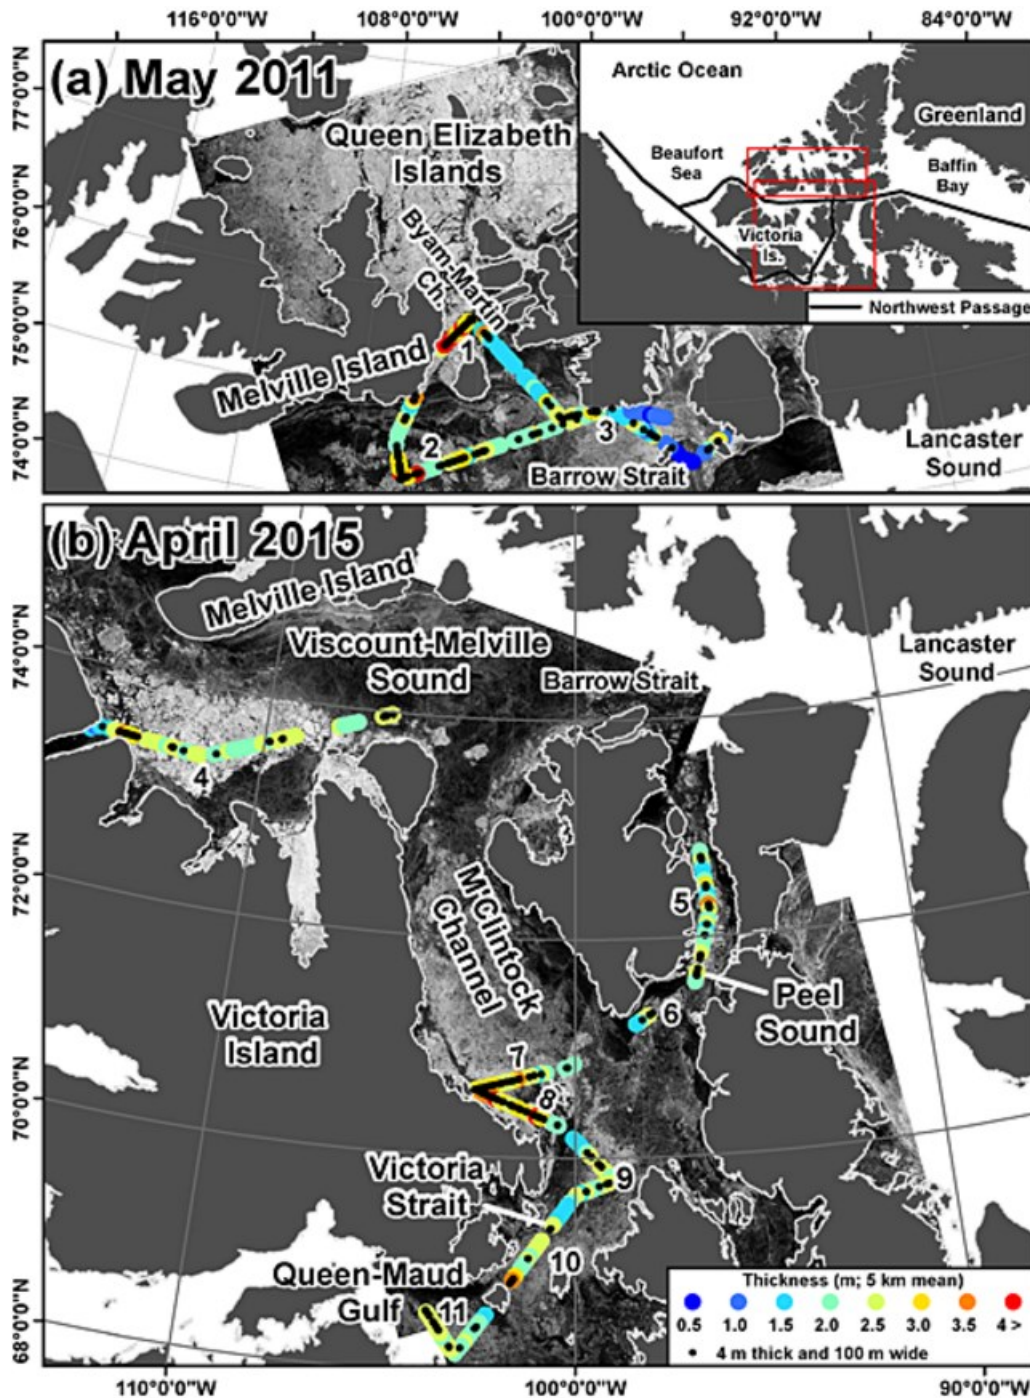 116°0'0"W 108°0'0"W 100°0'0"W 92°0'0"W 84°0'0"W
(a) May 2011
77°0'0"N
76°0'0"N
75°0'0"N
74°0'0"N
Queen Elizabeth
Islands
Byam-Martin
Ch.
Melville Island
1
2
3
Barrow Strait
Lancaster
Sound
Arctic Ocean
Greenland
Beaufort
Sea
Baffin
Bay
Victoria
Is.
Northwest Passage
(b) April 2015
74°0'0"N
72°0'0"N
70°0'0"N
68°0'0"N
Melville Island
Viscount-Melville
Sound
Barrow Strait
Lancaster
Sound
4
M'Clintock
Channel
5
Peel
Sound
6
Victoria
Island
7
8
9
Victoria
Strait
10
Queen-Maud
Gulf
11
Thickness (m; 5 km mean)
0.5 1.0 1.5 2.0 2.5 3.0 3.5 4 >
4 m thick and 100 m wide
110°0'0"W 100°0'0"W 90°0'0"W